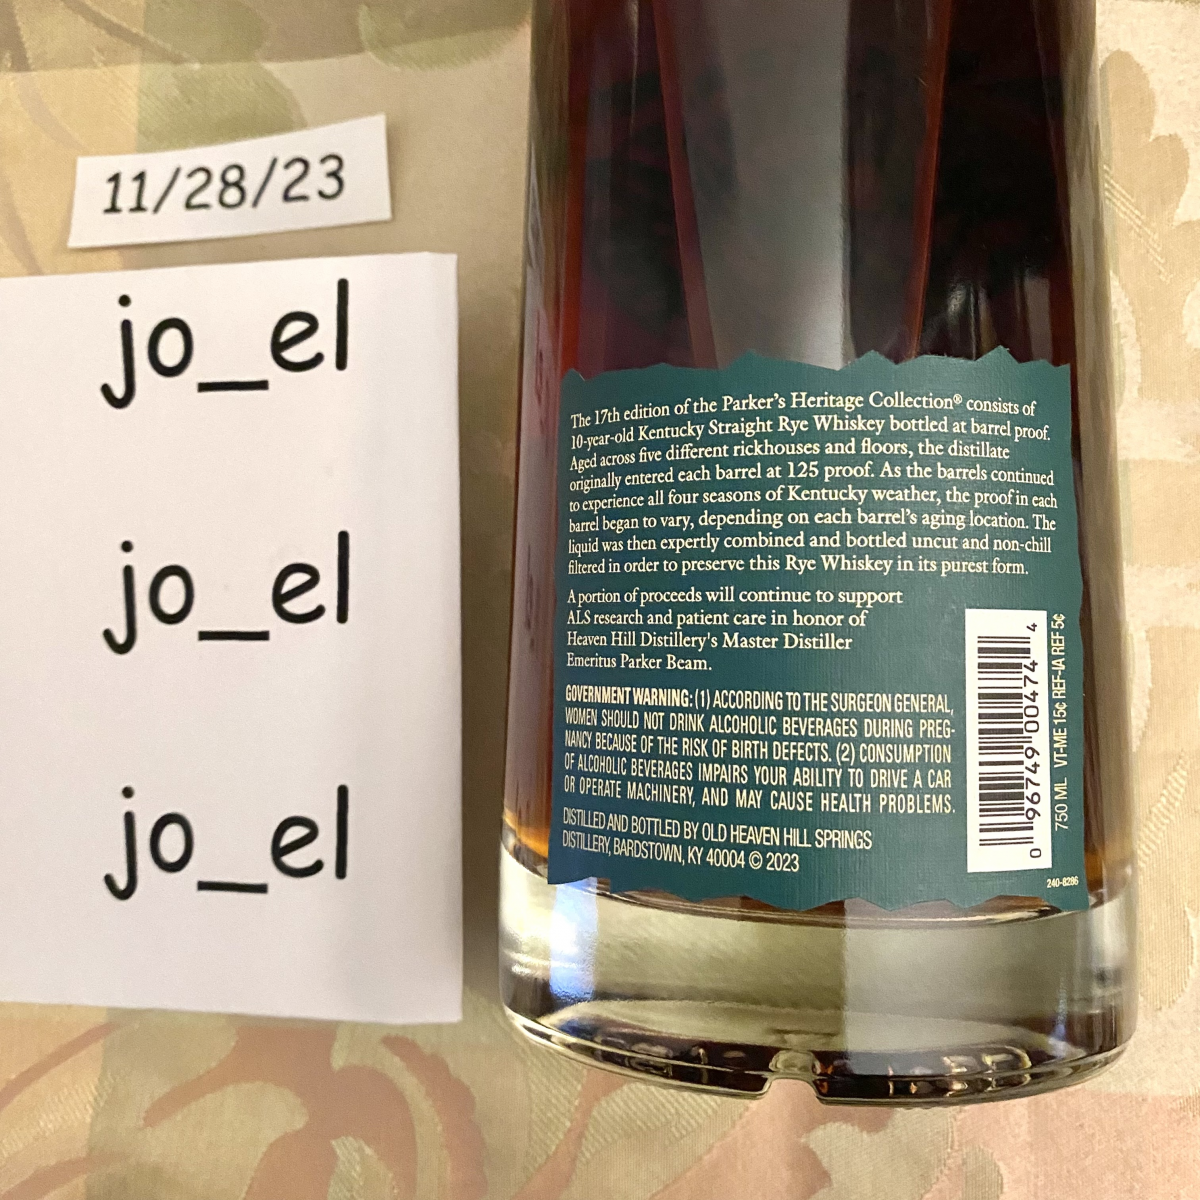 11/28/23
jo_el
jo_el
jo_el
The 17th edition of the Parker's Heritage Collection® consists of
10-year-old Kentucky Straight Rye Whiskey bottled at barrel proof.
Aged across five different rickhouses and floors, the distillate
originally entered each barrel at 125 proof. As the barrels continued
to experience all four seasons of Kentucky weather, the proof in each
barrel began to vary, depending on each barrel's aging location. The
liquid was then expertly combined and bottled uncut and non-chill
filtered in order to preserve this Rye Whiskey in its purest form.
A portion of proceeds will continue to support
ALS research and patient care in honor of
Heaven Hill Distillery's Master Distiller
Emeritus Parker Beam.
GOVERNMENT WARNING: (1) ACCORDING TO THE SURGEON GENERAL,
WOMEN SHOULD NOT DRINK ALCOHOLIC BEVERAGES DURING PREG-
NANCY BECAUSE OF THE RISK OF BIRTH DEFECTS. (2) CONSUMPTION
OF ALCOHOLIC BEVERAGES IMPAIRS YOUR ABILITY TO DRIVE A CAR
OR OPERATE MACHINERY, AND MAY CAUSE HEALTH PROBLEMS.
DISTILLED AND BOTTLED BY OLD HEAVEN HILL SPRINGS
DISTILLERY, BARDSTOWN, KY 40004 © 2023
0 96749 00474 4
750 ML VT-ME 15¢ REF-IA REF 5¢
240-8286